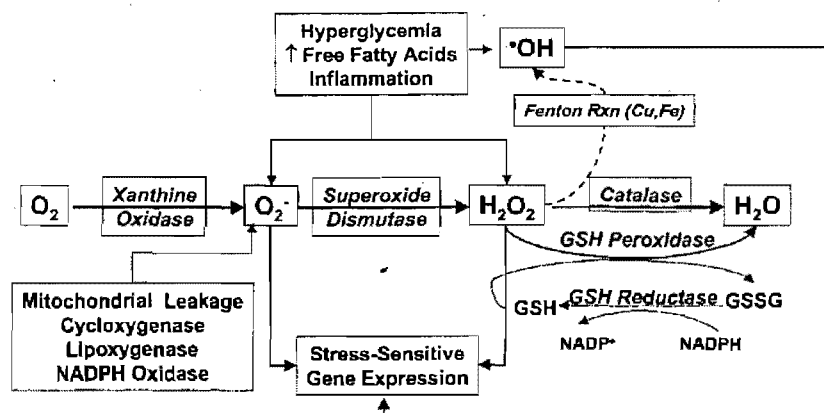 Hyperglycemia
↑ Free Fatty Acids
Inflammation
•OH
Fenton Rxn (Cu,Fe)
O₂
Xanthine
Oxidase
O₂⁻
Superoxide
Dismutase
H₂O₂
Catalase
H₂O
GSH Peroxidase
Mitochondrial Leakage
Cycloxygenase
Lipoxygenase
NADPH Oxidase
GSH
GSH Reductase
GSSG
NADP⁺
NADPH
Stress-Sensitive
Gene Expression